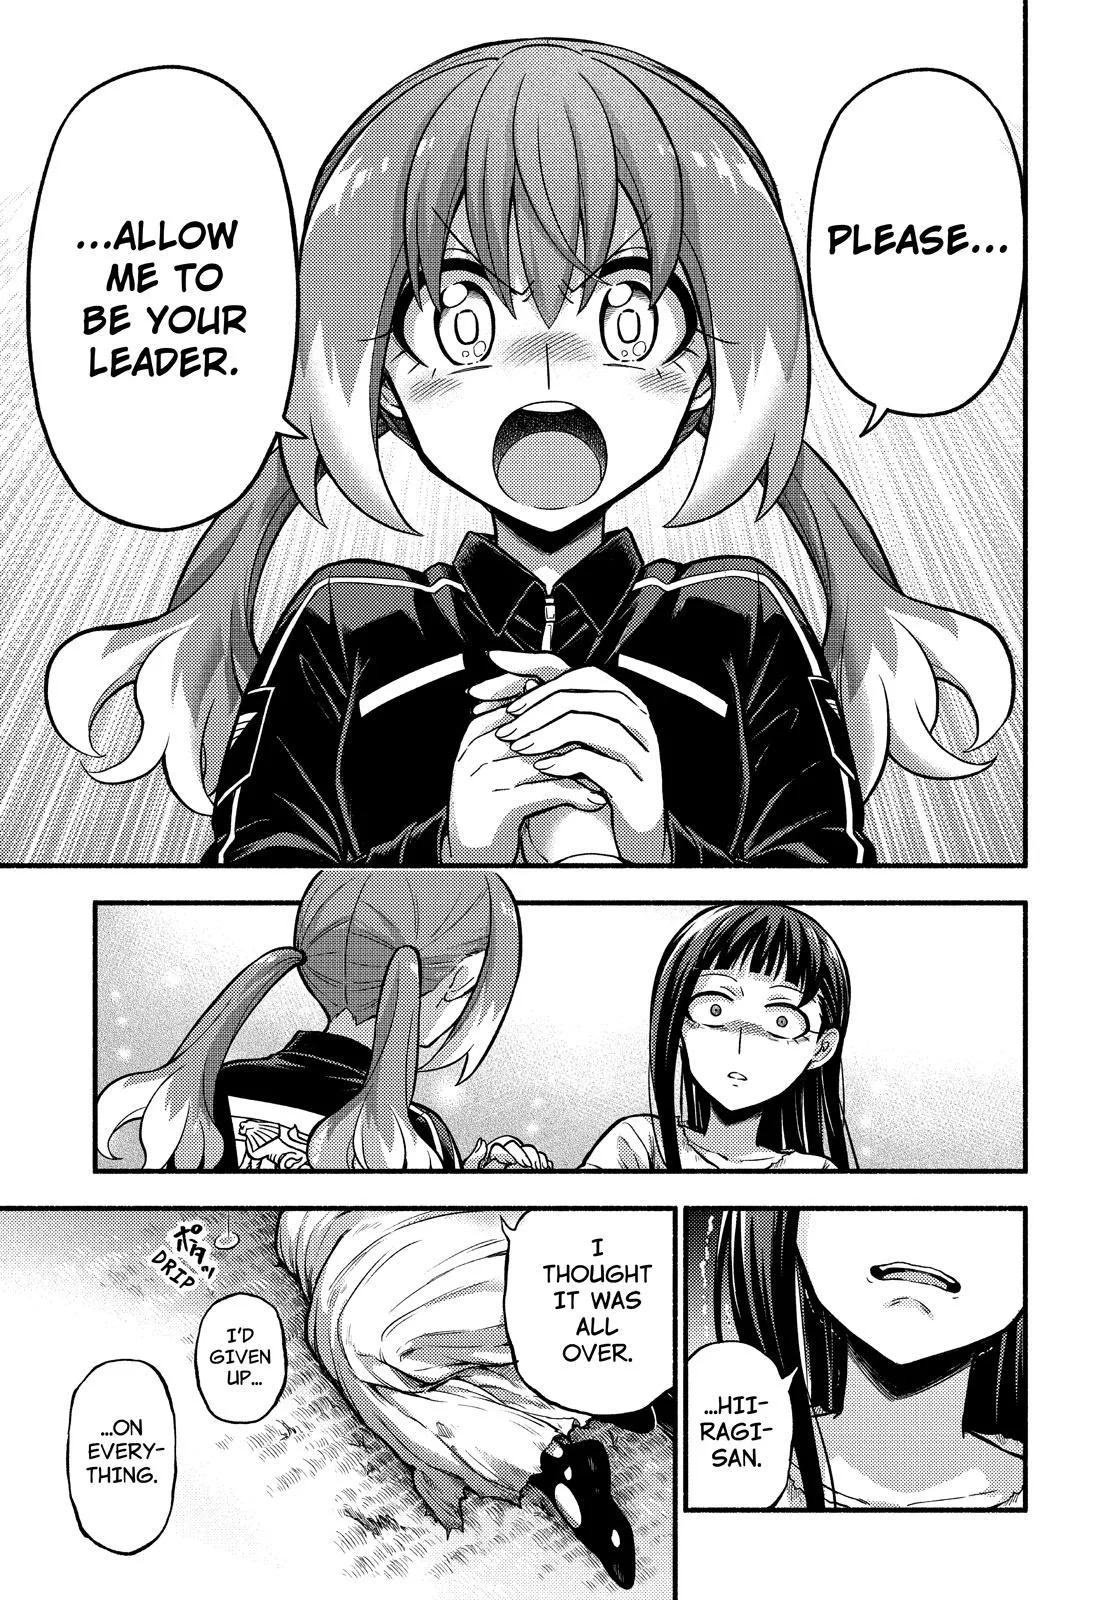 PLEASE...
...ALLOW
ME TO
BE YOUR
LEADER.
...HII-
RAGI-
SAN.
I
THOUGHT
IT WAS
ALL
OVER.
ポタッ
DRIP
I'D
GIVEN
UP...
...ON
EVERY-
THING.